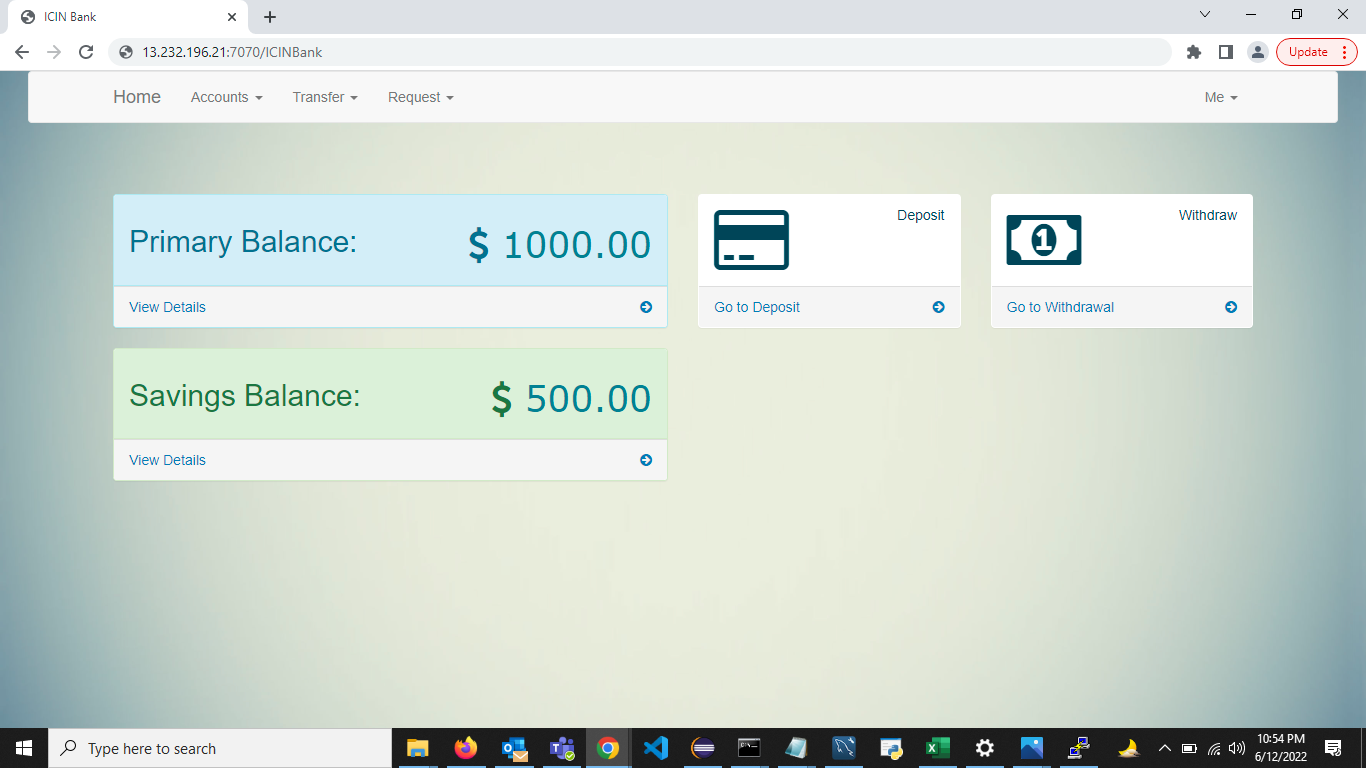 ICIN Bank
13.232.196.21:7070/ICINBank
Update
Home
Accounts
Transfer
Request
Me
Primary Balance:
$ 1000.00
View Details
Deposit
Go to Deposit
1
Withdraw
Go to Withdrawal
Savings Balance:
$ 500.00
View Details
Type here to search
10:54 PM
6/12/2022